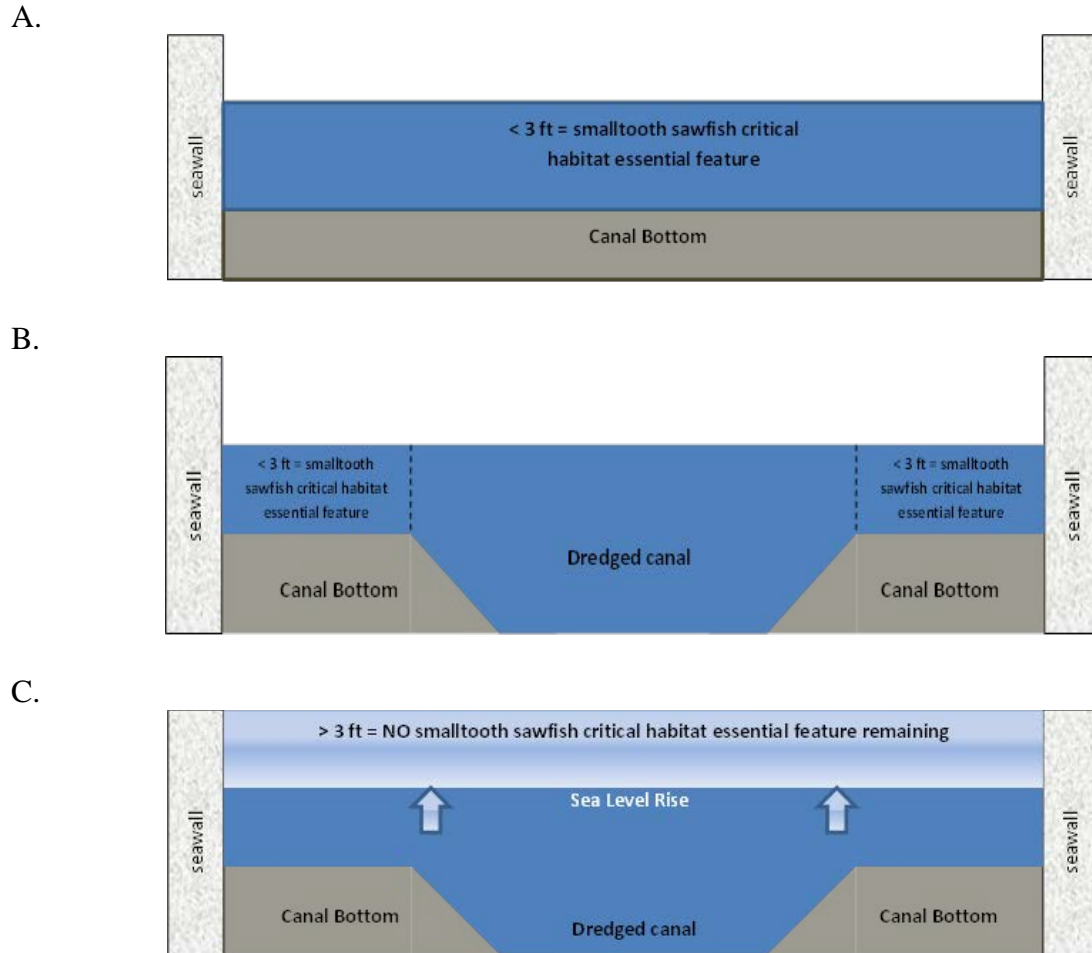 A.
seawall
< 3 ft = smalltooth sawfish critical
habitat essential feature
Canal Bottom
seawall
B.
seawall
< 3 ft = smalltooth
sawfish critical habitat
essential feature
Canal Bottom
Dredged canal
< 3 ft = smalltooth
sawfish critical habitat
essential feature
Canal Bottom
seawall
C.
seawall
> 3 ft = NO smalltooth sawfish critical habitat essential feature remaining
Sea Level Rise
Canal Bottom
Dredged canal
Canal Bottom
seawall